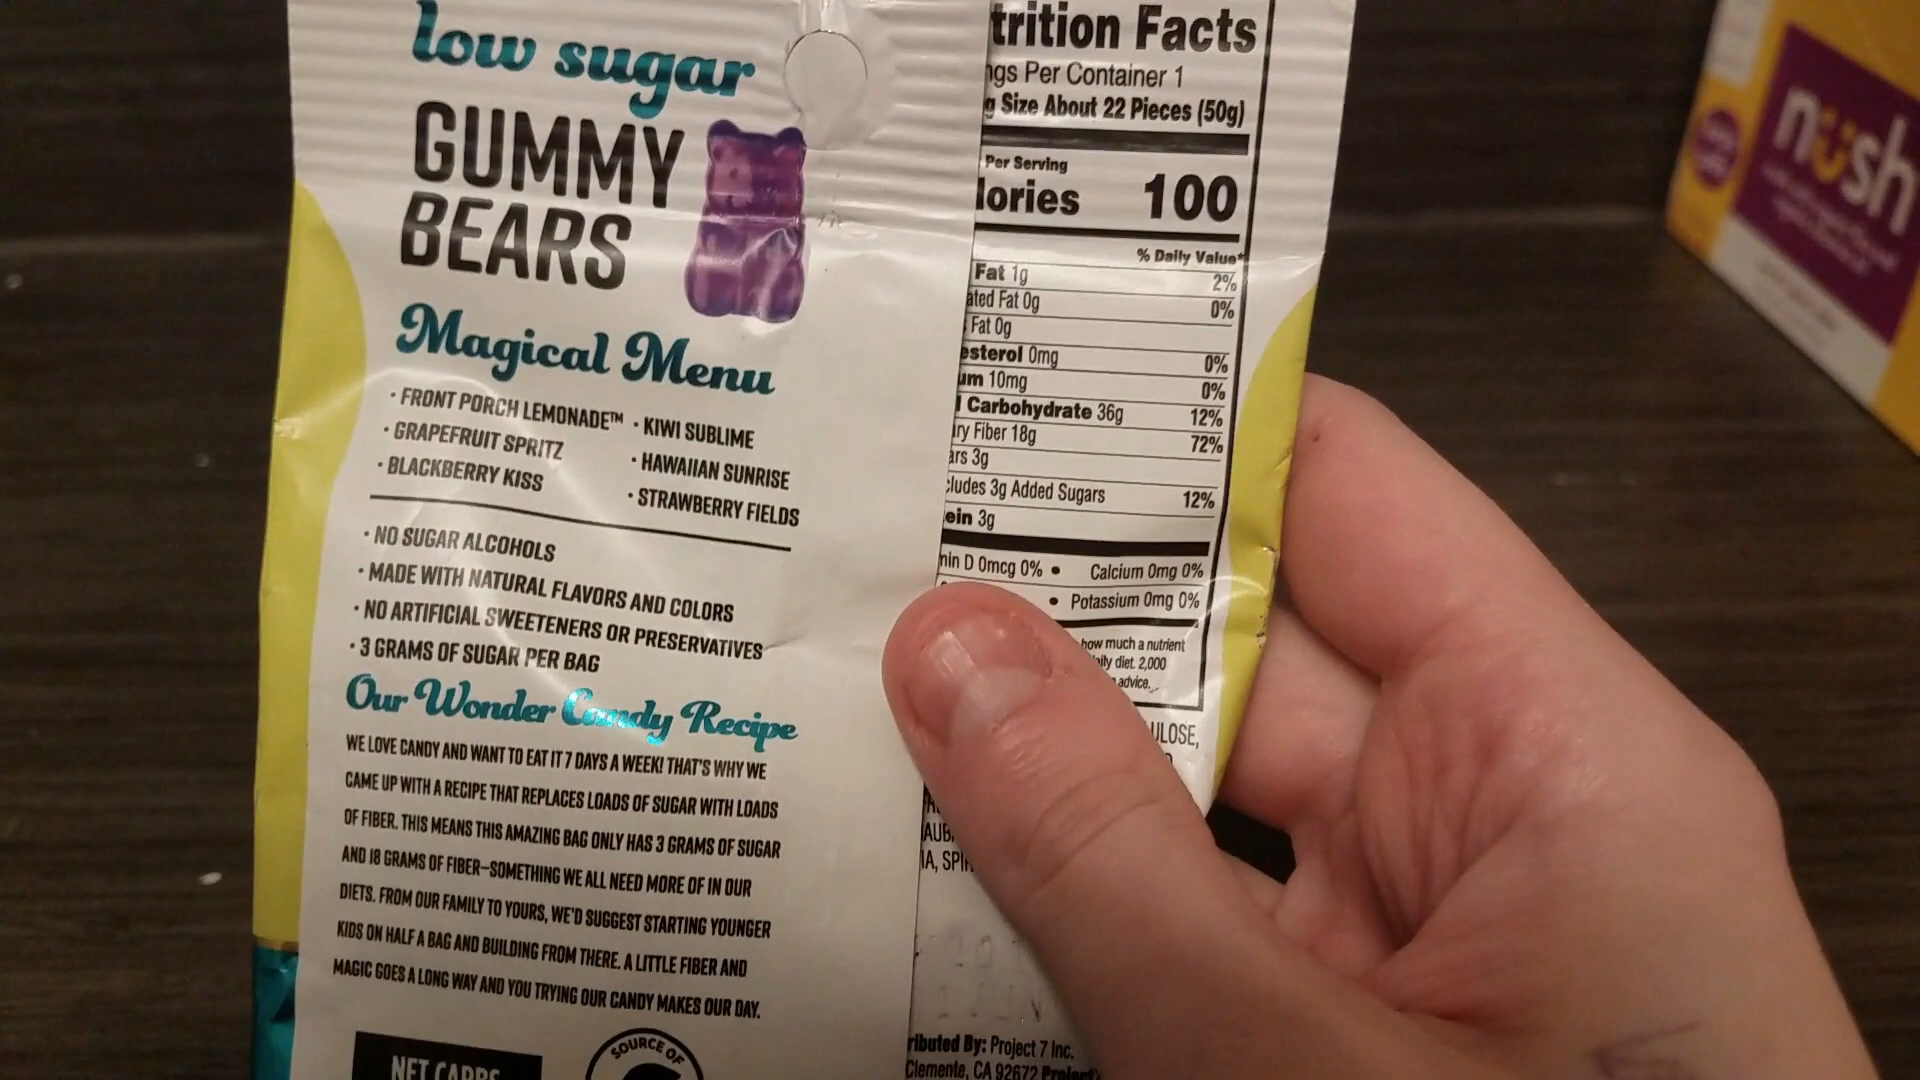 low sugar
GUMMY
BEARS
Magical Menu
· FRONT PORCH LEMONADE™
· GRAPEFRUIT SPRITZ
· BLACKBERRY KISS
· KIWI SUBLIME
· HAWAIIAN SUNRISE
· STRAWBERRY FIELDS
· NO SUGAR ALCOHOLS
· MADE WITH NATURAL FLAVORS AND COLORS
· NO ARTIFICIAL SWEETENERS OR PRESERVATIVES
· 3 GRAMS OF SUGAR PER BAG
Our Wonder Candy Recipe
WE LOVE CANDY AND WANT TO EAT IT 7 DAYS A WEEK! THAT'S WHY WE
CAME UP WITH A RECIPE THAT REPLACES LOADS OF SUGAR WITH LOADS
OF FIBER. THIS MEANS THIS AMAZING BAG ONLY HAS 3 GRAMS OF SUGAR
AND 18 GRAMS OF FIBER—SOMETHING WE ALL NEED MORE OF IN OUR
DIETS. FROM OUR FAMILY TO YOURS, WE'D SUGGEST STARTING YOUNGER
KIDS ON HALF A BAG AND BUILDING FROM THERE. A LITTLE FIBER AND
MAGIC GOES A LONG WAY AND YOU TRYING OUR CANDY MAKES OUR DAY.
NET CARBS
SOURCE OF
trition Facts
ngs Per Container 1
g Size About 22 Pieces (50g)
Per Serving
lories 100
% Daily Value*
Fat 1g 2%
ated Fat 0g 0%
Fat 0g
esterol 0mg 0%
um 10mg 0%
l Carbohydrate 36g 12%
ry Fiber 18g 72%
ars 3g
cludes 3g Added Sugars 12%
ein 3g
min D 0mcg 0% • Calcium 0mg 0%
• Potassium 0mg 0%
how much a nutrient
aily diet. 2,000
advice.
ULOSE,
AUB
IA, SPIR
ributed By: Project 7 Inc.
Clemente, CA 92672 Project
nush